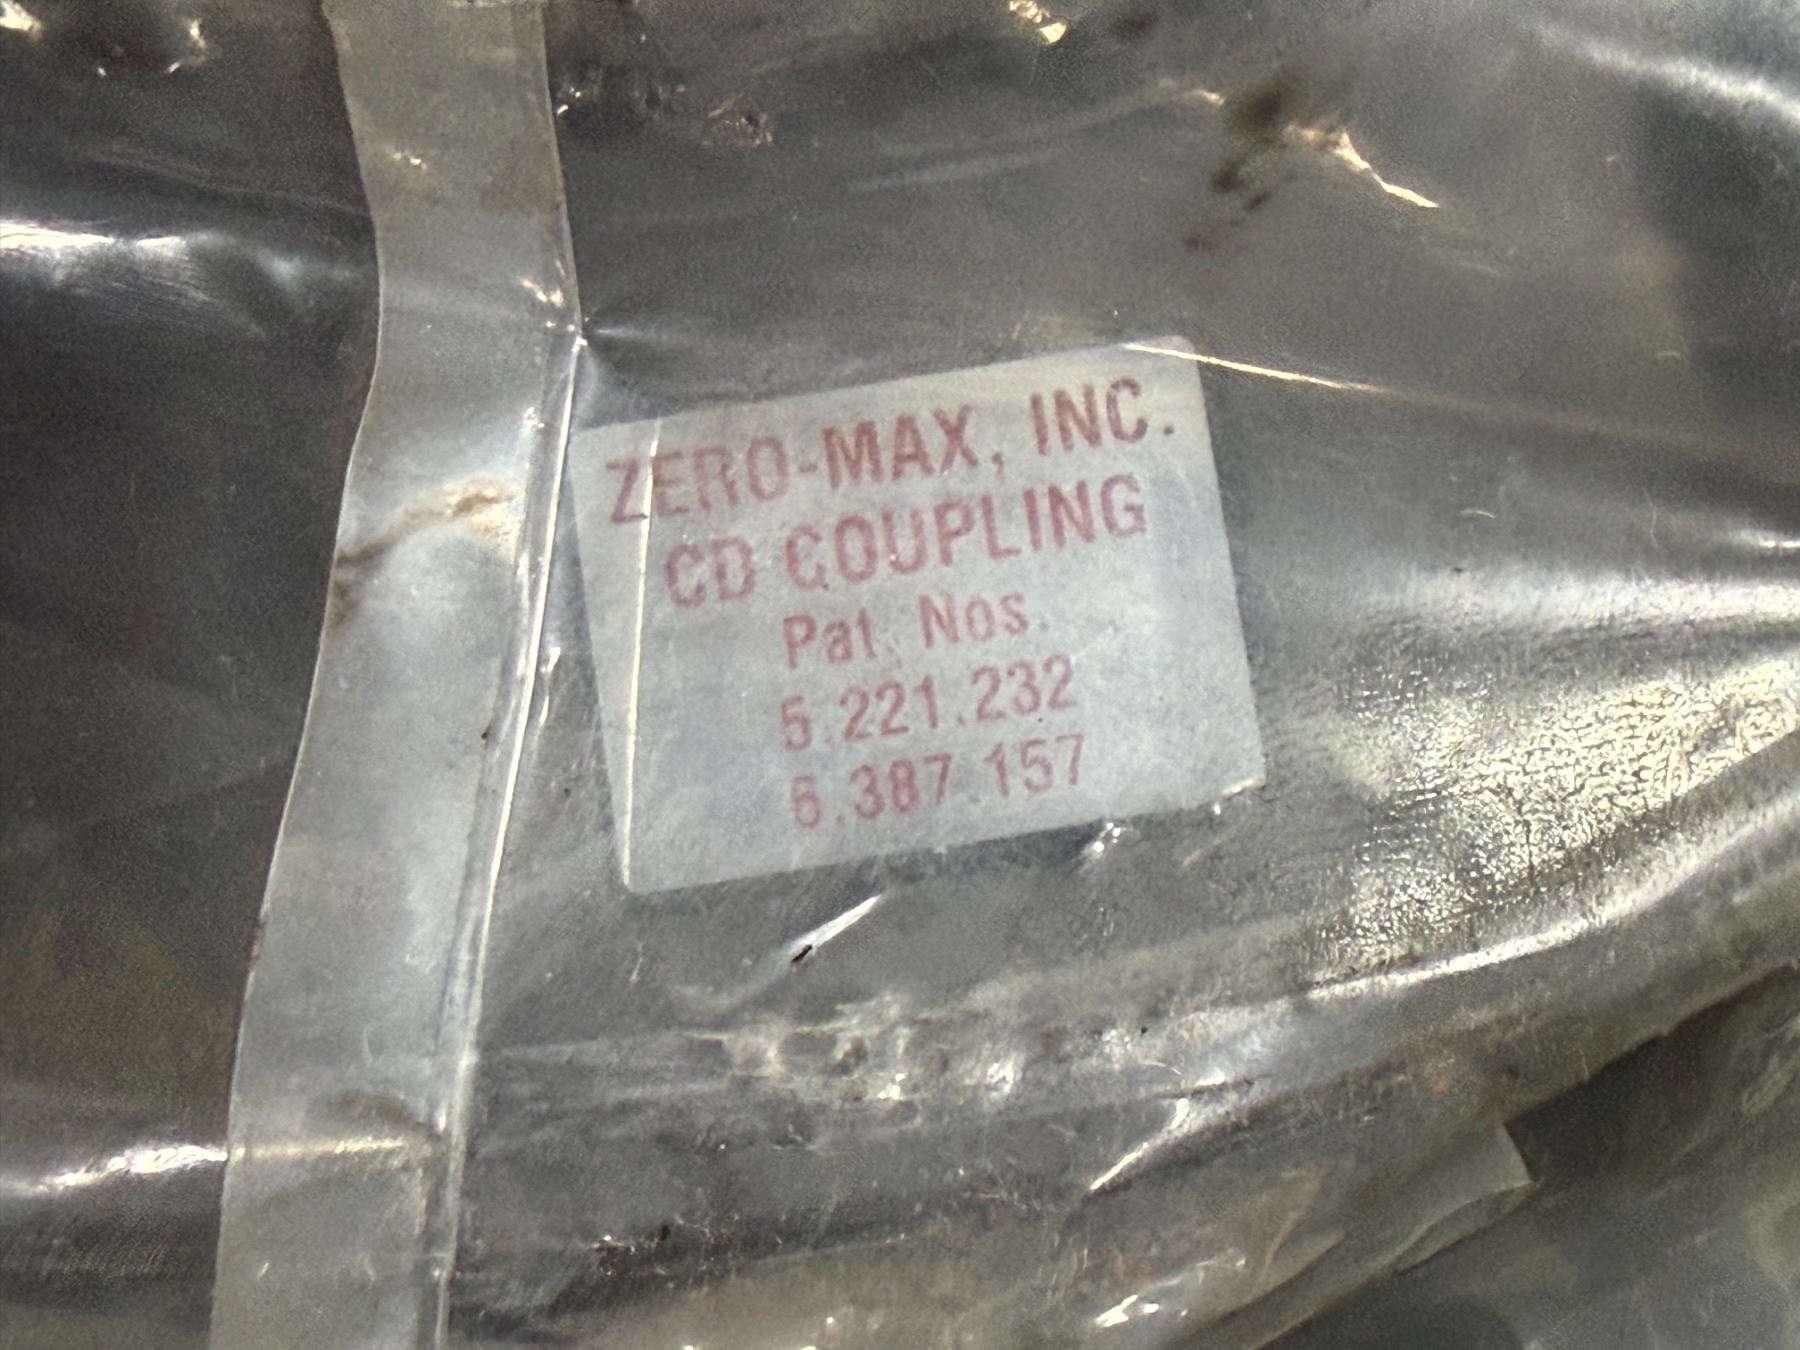 ZERO-MAX, INC.
CD COUPLING
Pat. Nos.
5.221.232
5.387.157